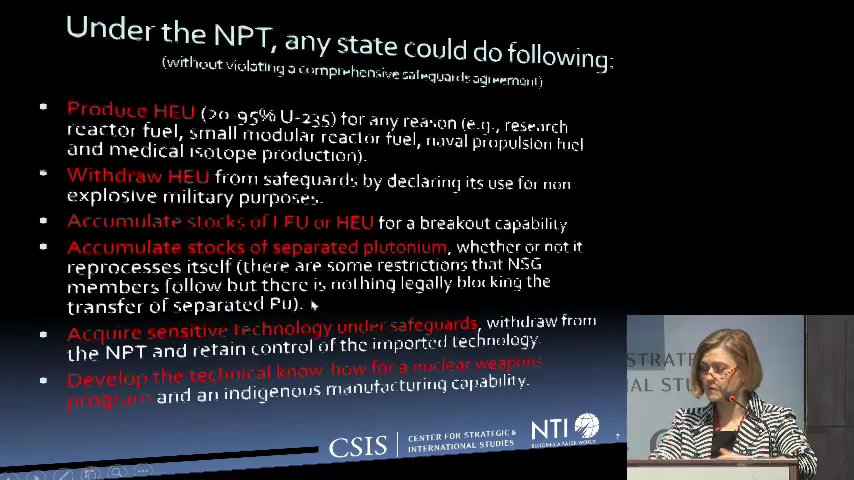 Under the NPT, any state could do following:
(without violating a comprehensive safeguards agreement)
Produce HEU (20-95% U-235) for any reason (e.g., research
reactor fuel, small modular reactor fuel, naval propulsion fuel
and medical isotope production).
Withdraw HEU from safeguards by declaring its use for non
explosive military purposes.
Accumulate stocks of LEU or HEU for a breakout capability
Accumulate stocks of separated plutonium, whether or not it
reprocesses itself (there are some restrictions that NSG
members follow but there is nothing legally blocking the
transfer of separated Pu).
Acquire sensitive technology under safeguards, withdraw from
the NPT and retain control of the imported technology.
Develop the technical know-how for a nuclear weapons
program and an indigenous manufacturing capability.
CSIS
CENTER FOR STRATEGIC &
INTERNATIONAL STUDIES
NTI
7
STRATE
AL STU